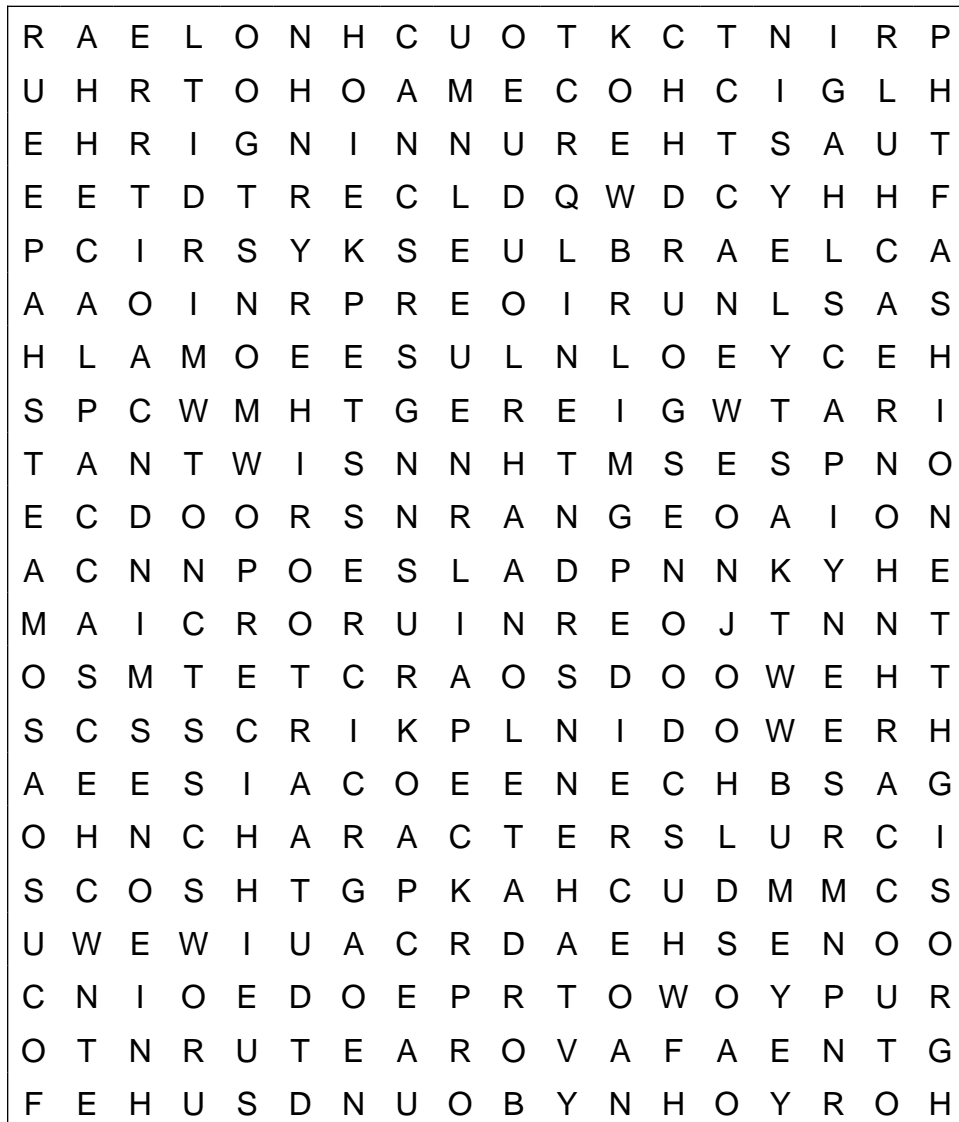 R A E L O N H C U O T K C T N I R P
U H R T O H O A M E C O H C I G L H
E H R I G N I N N U R E H T S A U T
E E T D T R E C L D Q W D C Y H H F
P C I R S Y K S E U L B R A E L C A
A A O I N R P R E O I R U N L S A S
H L A M O E E S U L N L O E Y C E H
S P C W M H T G E R E I G W T A R I
T A N T W I S N N H T M S E S P N O
E C D O O R S N R A N G E O A I O N
A C N N P O E S L A D P N N K Y H E
M A I C R O R U I N R E O J T N N T
O S M T E T C R A O S D O O W E H T
S C S S C R I K P L N I D O W E R H
A E E S I A C O E E N E C H B S A G
O H N C H A R A C T E R S L U R C I
S C O S H T G P K A H C U D M M C S
U W E W I U A C R D A E H S E N O O
C N I O E D O E P R T O W O Y P U R
O T N R U T E A R O V A F A E N T G
F E H U S D N U O B Y N H O Y R O H